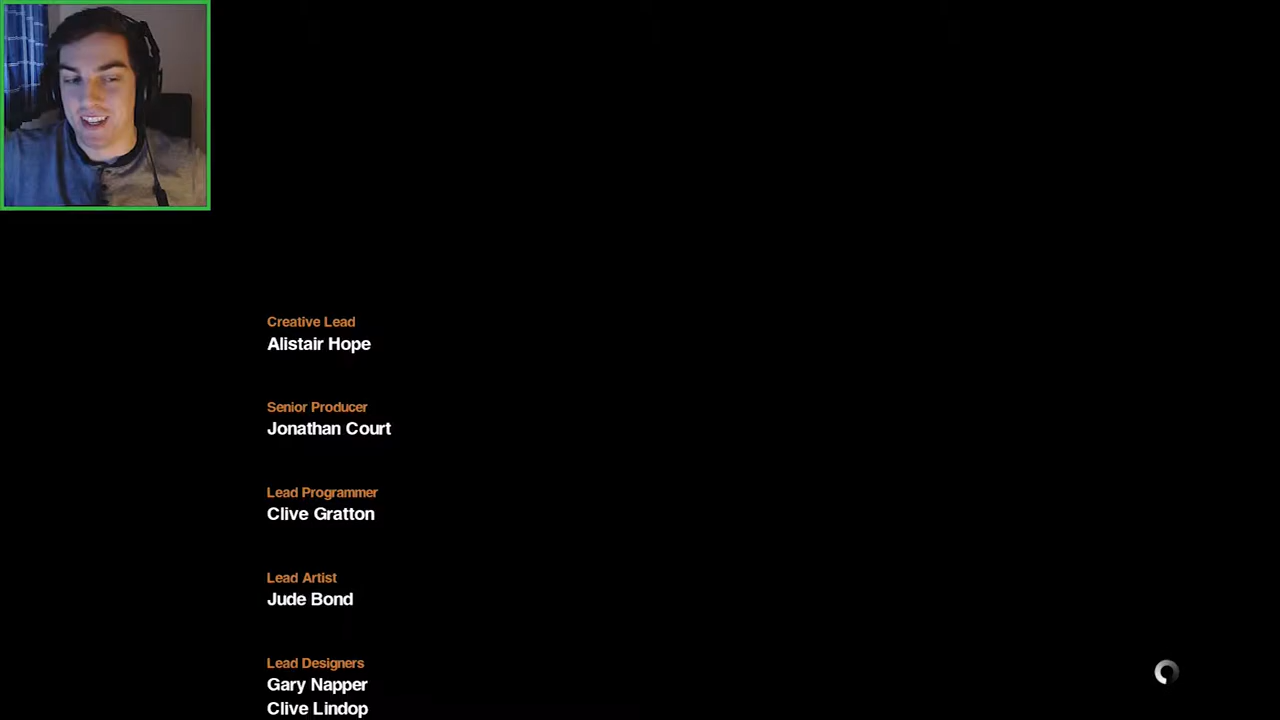 Creative Lead
Alistair Hope
Senior Producer
Jonathan Court
Lead Programmer
Clive Gratton
Lead Artist
Jude Bond
Lead Designers
Gary Napper
Clive Lindop